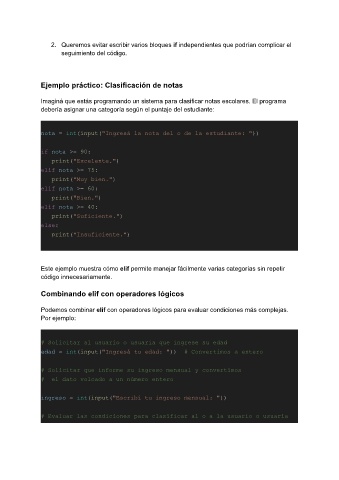 2. Queremos evitar escribir varios bloques if independientes que podrían complicar el
seguimiento del código.
Ejemplo práctico: Clasificación de notas
Imaginá que estás programando un sistema para clasificar notas escolares. El programa
debería asignar una categoría según el puntaje del estudiante:
nota = int(input("Ingresá la nota del o de la estudiante: "))
if nota >= 90:
print("Excelente.")
elif nota >= 75:
print("Muy bien.")
elif nota >= 60:
print("Bien.")
elif nota >= 40:
print("Suficiente.")
else:
print("Insuficiente.")
Este ejemplo muestra cómo elif permite manejar fácilmente varias categorías sin repetir
código innecesariamente.
Combinando elif con operadores lógicos
Podemos combinar elif con operadores lógicos para evaluar condiciones más complejas.
Por ejemplo:
# Solicitar al usuario o usuaria que ingrese su edad
edad = int(input("Ingresá tu edad: ")) # Convertimos a entero
# Solicitar que informe su ingreso mensual y convertimos
# el dato volcado a un número entero
ingreso = int(input("Escribí tu ingreso mensual: "))
# Evaluar las condiciones para clasificar al o a la usuario o usuaria